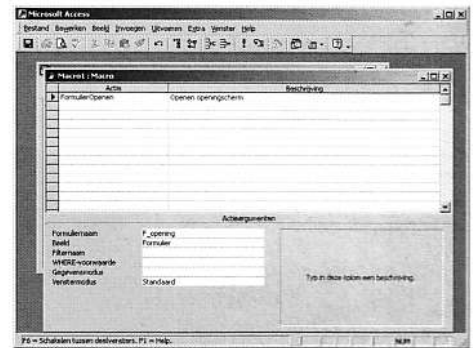 Microsoft Access
Bestand Bewerken Beeld Invoegen Uitvoeren Extra Venster Help
Macro1 : Macro
Actie Beschrijving
FormulierOpenen Openen openingscherm
Actieargumenten
Formuliernaam F_opening
Beeld Formulier
Filternaam
WHERE-voorwaarde
Gegevensmodus
Venstermodus Standaard
Typ in deze kolom een beschrijving.
F6 = Schakelen tussen deelvensters. F1 = Help. NUM